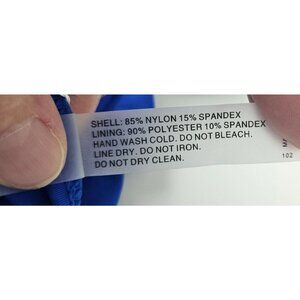 SHELL: 85% NYLON 15% SPANDEX
LINING: 90% POLYESTER 10% SPANDEX
HAND WASH COLD. DO NOT BLEACH.
LINE DRY. DO NOT IRON.
DO NOT DRY CLEAN.
102